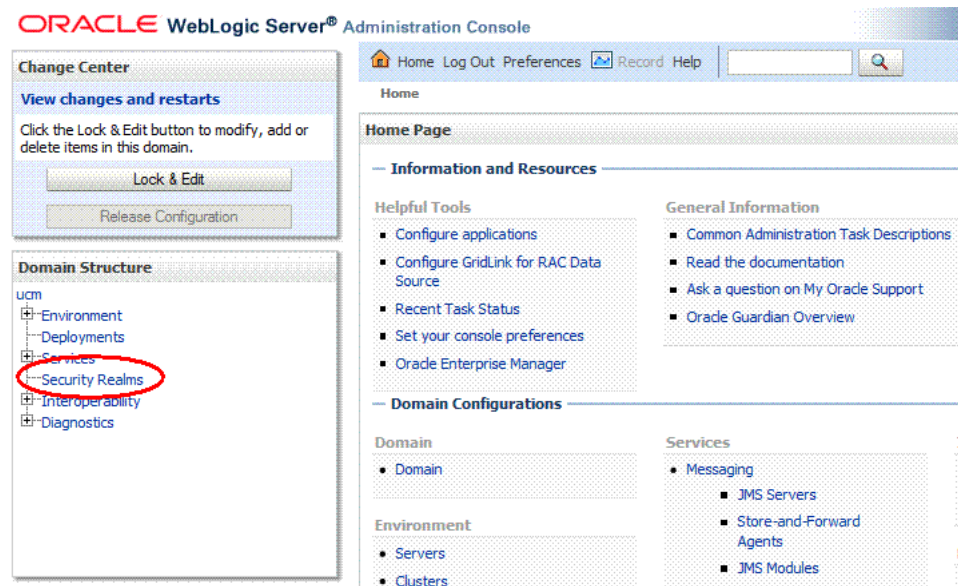 ORACLE WebLogic Server® Administration Console
Change Center
View changes and restarts
Click the Lock & Edit button to modify, add or
delete items in this domain.
Lock & Edit
Release Configuration
Domain Structure
ucm
Environment
Deployments
Services
Security Realms
Interoperability
Diagnostics
Home Log Out Preferences Record Help
Home
Home Page
Information and Resources
Helpful Tools
Configure applications
Configure GridLink for RAC Data
Source
Recent Task Status
Set your console preferences
Oracle Enterprise Manager
General Information
Common Administration Task Descriptions
Read the documentation
Ask a question on My Oracle Support
Oracle Guardian Overview
Domain Configurations
Domain
Domain
Environment
Servers
Clusters
Services
Messaging
JMS Servers
Store-and-Forward
Agents
JMS Modules